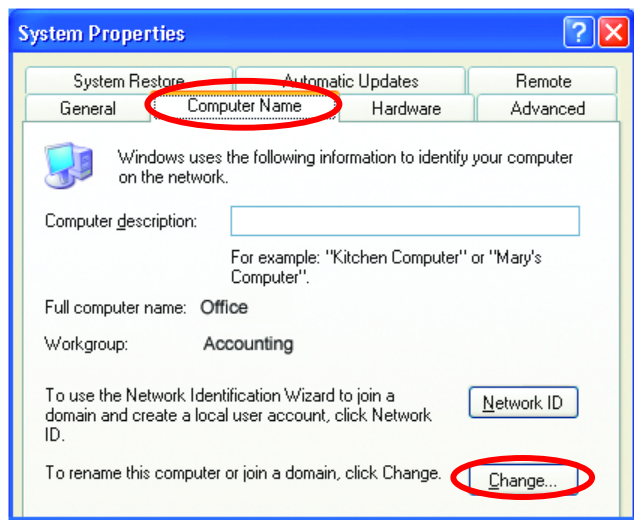 System Properties
System Restore Automatic Updates Remote
General Computer Name Hardware Advanced
Windows uses the following information to identify your computer
on the network.
Computer description:
For example: "Kitchen Computer" or "Mary's
Computer".
Full computer name: Office
Workgroup: Accounting
To use the Network Identification Wizard to join a
domain and create a local user account, click Network
ID.
Network ID
To rename this computer or join a domain, click Change.
Change...